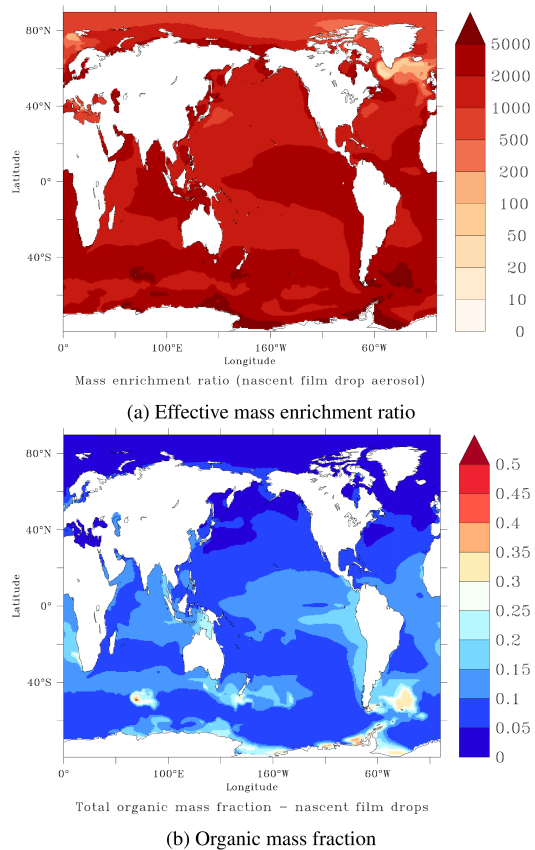 80°N
40°N
0°
40°S
Latitude
0°
100°E
160°W
60°W
Longitude
5000
2000
1000
500
200
100
50
20
10
0
Mass enrichment ratio (nascent film drop aerosol)
(a) Effective mass enrichment ratio
80°N
40°N
0°
40°S
Latitude
0°
100°E
160°W
60°W
Longitude
0.5
0.45
0.4
0.35
0.3
0.25
0.2
0.15
0.1
0.05
0
Total organic mass fraction – nascent film drops
(b) Organic mass fraction